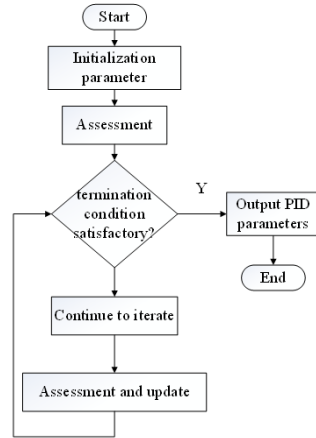 Start
Initialization
parameter
Assessment
termination
condition
satisfactory?
Y
Output PID
parameters
End
Continue to iterate
Assessment and update